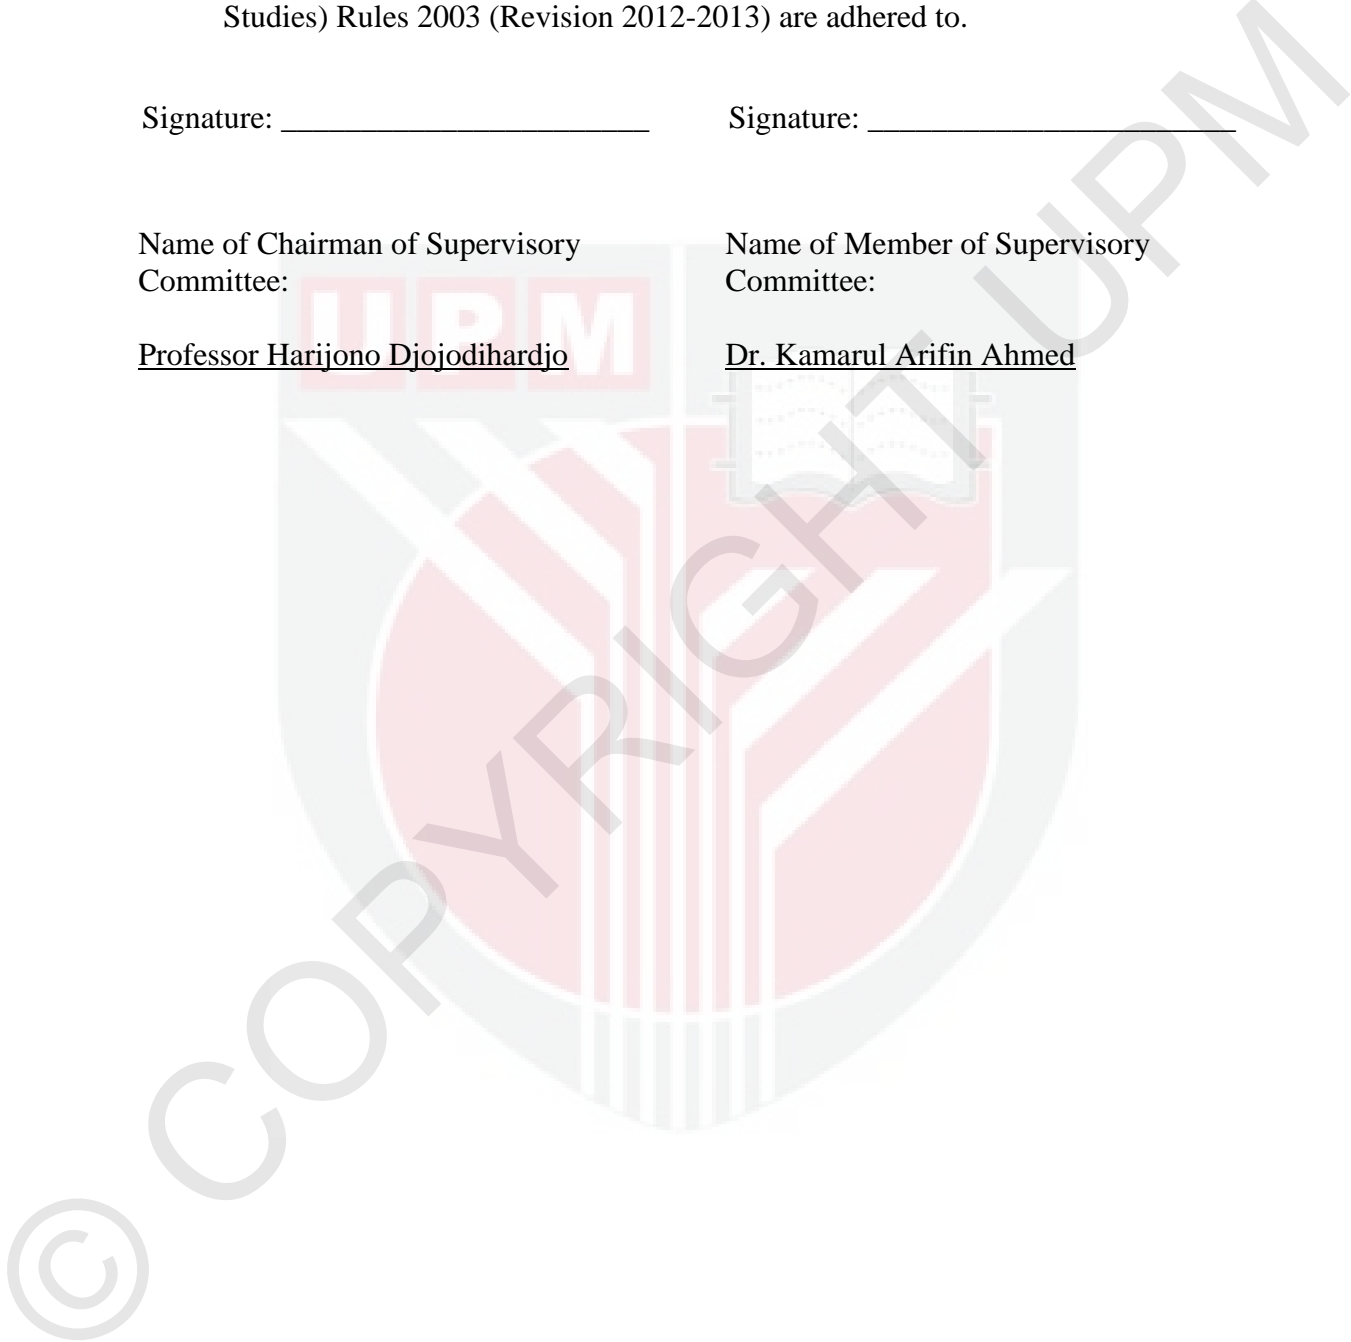 Studies) Rules 2003 (Revision 2012-2013) are adhered to.
Signature: _______________________ Signature: _______________________
Name of Chairman of Supervisory Committee:
Name of Member of Supervisory Committee:
Professor Harijono Djojodihardjo
Dr. Kamarul Arifin Ahmed
UPM
© COPYRIGHT UPM